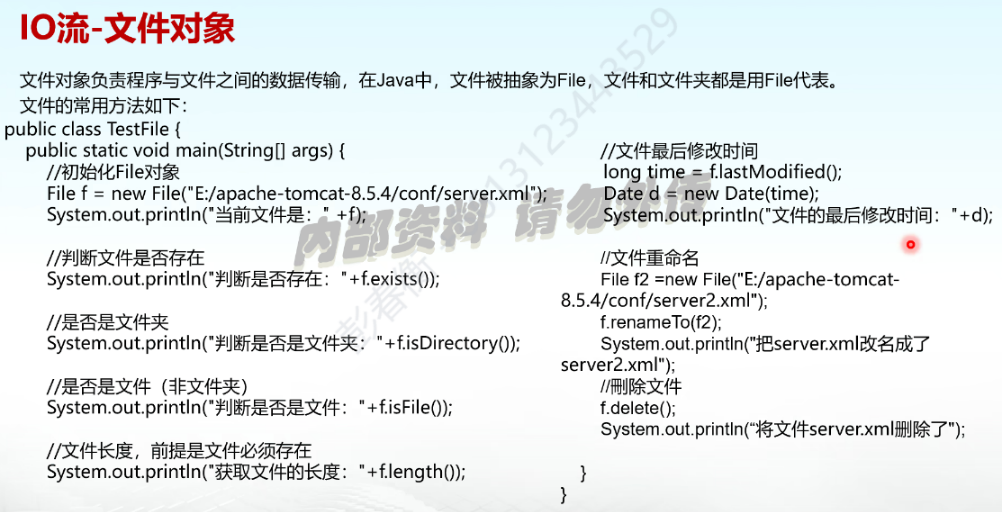 IO流-文件对象
文件对象负责程序与文件之间的数据传输，在Java中，文件被抽象为File，文件和文件夹都是用File代表。
文件的常用方法如下：
public class TestFile {
public static void main(String[] args) {
//初始化File对象
File f = new File("E:/apache-tomcat-8.5.4/conf/server.xml");
System.out.println("当前文件是：" +f);
//判断文件是否存在
System.out.println("判断是否存在："+f.exists());
//是否是文件夹
System.out.println("判断是否是文件夹："+f.isDirectory());
//是否是文件（非文件夹）
System.out.println("判断是否是文件："+f.isFile());
//文件长度，前提是文件必须存在
System.out.println("获取文件的长度："+f.length());
//文件最后修改时间
long time = f.lastModified();
Date d = new Date(time);
System.out.println("文件的最后修改时间："+d);
//文件重命名
File f2 =new File("E:/apache-tomcat-
8.5.4/conf/server2.xml");
f.renameTo(f2);
System.out.println("把server.xml改名成了
server2.xml");
//删除文件
f.delete();
System.out.println(“将文件server.xml删除了");
}
}
内部资料 请勿外传